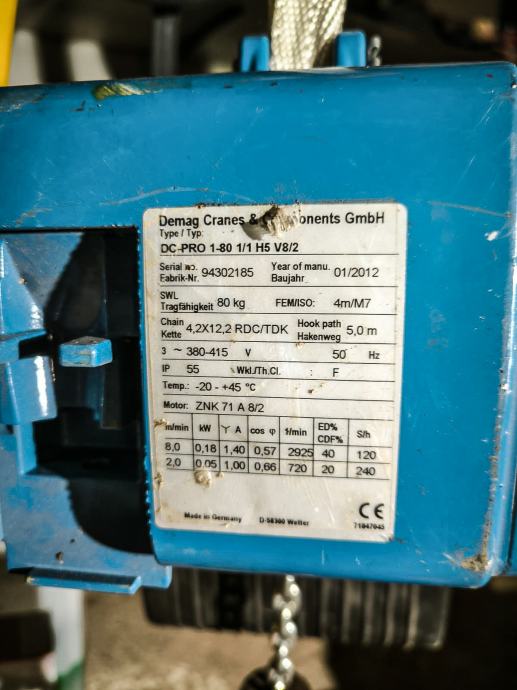 Demag Cranes & Components GmbH
Type / Typ:
DC-PRO 1-80 1/1 H5 V8/2
Serial no. Fabrik-Nr. 94302185 Year of manu. Baujahr 01/2012
SWL Tragfähigkeit 80 kg FEM/ISO: 4m/M7
Chain Kette 4,2X12,2 RDC/TDK Hook path Hakenweg 5,0 m
3 ~ 380-415 V 50 Hz
IP 55 Wkl./Th.Cl. : F
Temp.: -20 - +45 °C
Motor: ZNK 71 A 8/2
m/min kW Y A cos φ 1/min ED% CDF% S/h
8,0 0,18 1,40 0,57 2925 40 120
2,0 0,05 1,00 0,66 720 20 240
CE
Made in Germany D-58300 Wetter 71847045